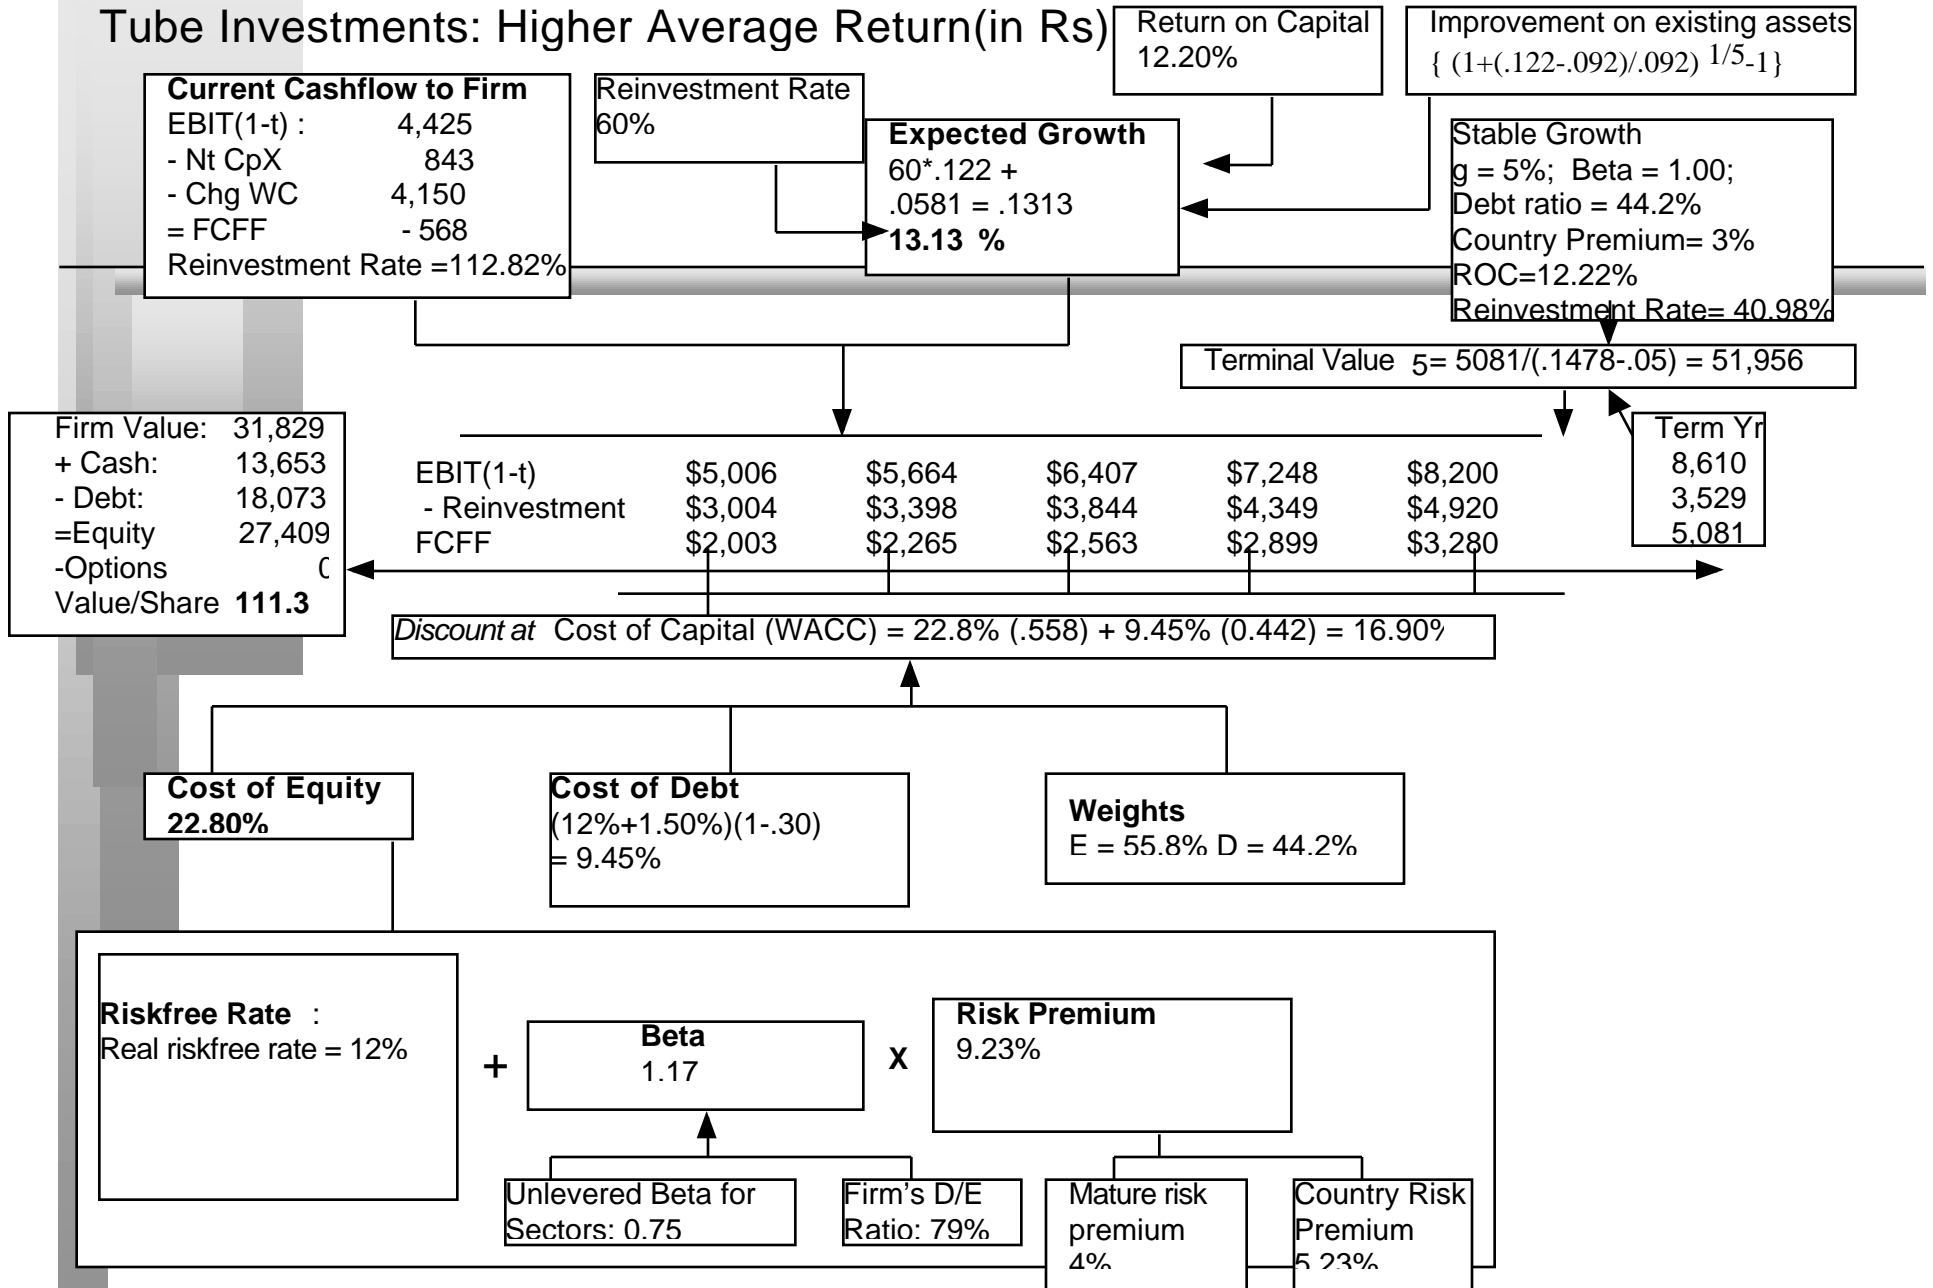 Tube Investments: Higher Average Return(in Rs)
Return on Capital
12.20%
Improvement on existing assets
{ (1+(.122-.092)/.092) 1/5-1}
Current Cashflow to Firm
EBIT(1-t) : 4,425
- Nt CpX 843
- Chg WC 4,150
= FCFF - 568
Reinvestment Rate =112.82%
Reinvestment Rate
60%
Expected Growth
60*.122 +
.0581 = .1313
13.13 %
Stable Growth
g = 5%; Beta = 1.00;
Debt ratio = 44.2%
Country Premium= 3%
ROC=12.22%
Reinvestment Rate= 40.98%
Terminal Value 5= 5081/(.1478-.05) = 51,956
Firm Value: 31,829
+ Cash: 13,653
- Debt: 18,073
=Equity 27,409
-Options 0
Value/Share 111.3
EBIT(1-t) $5,006 $5,664 $6,407 $7,248 $8,200
- Reinvestment $3,004 $3,398 $3,844 $4,349 $4,920
FCFF $2,003 $2,265 $2,563 $2,899 $3,280
Term Yr
8,610
3,529
5,081
Discount at Cost of Capital (WACC) = 22.8% (.558) + 9.45% (0.442) = 16.90%
Cost of Equity
22.80%
Cost of Debt
(12%+1.50%)(1-.30)
= 9.45%
Weights
E = 55.8% D = 44.2%
Riskfree Rate :
Real riskfree rate = 12%
+
Beta
1.17
X
Risk Premium
9.23%
Unlevered Beta for
Sectors: 0.75
Firm's D/E
Ratio: 79%
Mature risk
premium
4%
Country Risk
Premium
5.23%